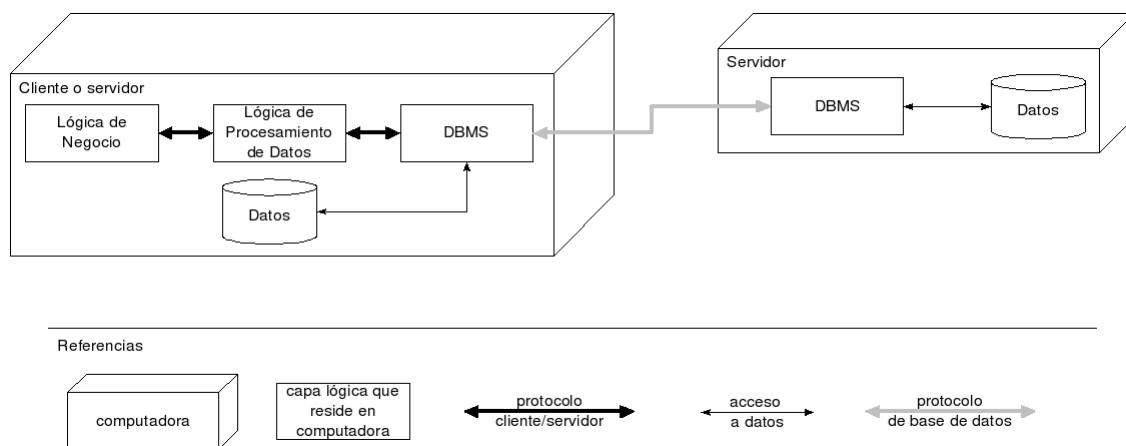 Cliente o servidor
Lógica de
Negocio
Lógica de
Procesamiento
de Datos
DBMS
Datos
Servidor
DBMS
Datos
Referencias
computadora
capa lógica que
reside en
computadora
protocolo
cliente/servidor
acceso
a datos
protocolo
de base de datos